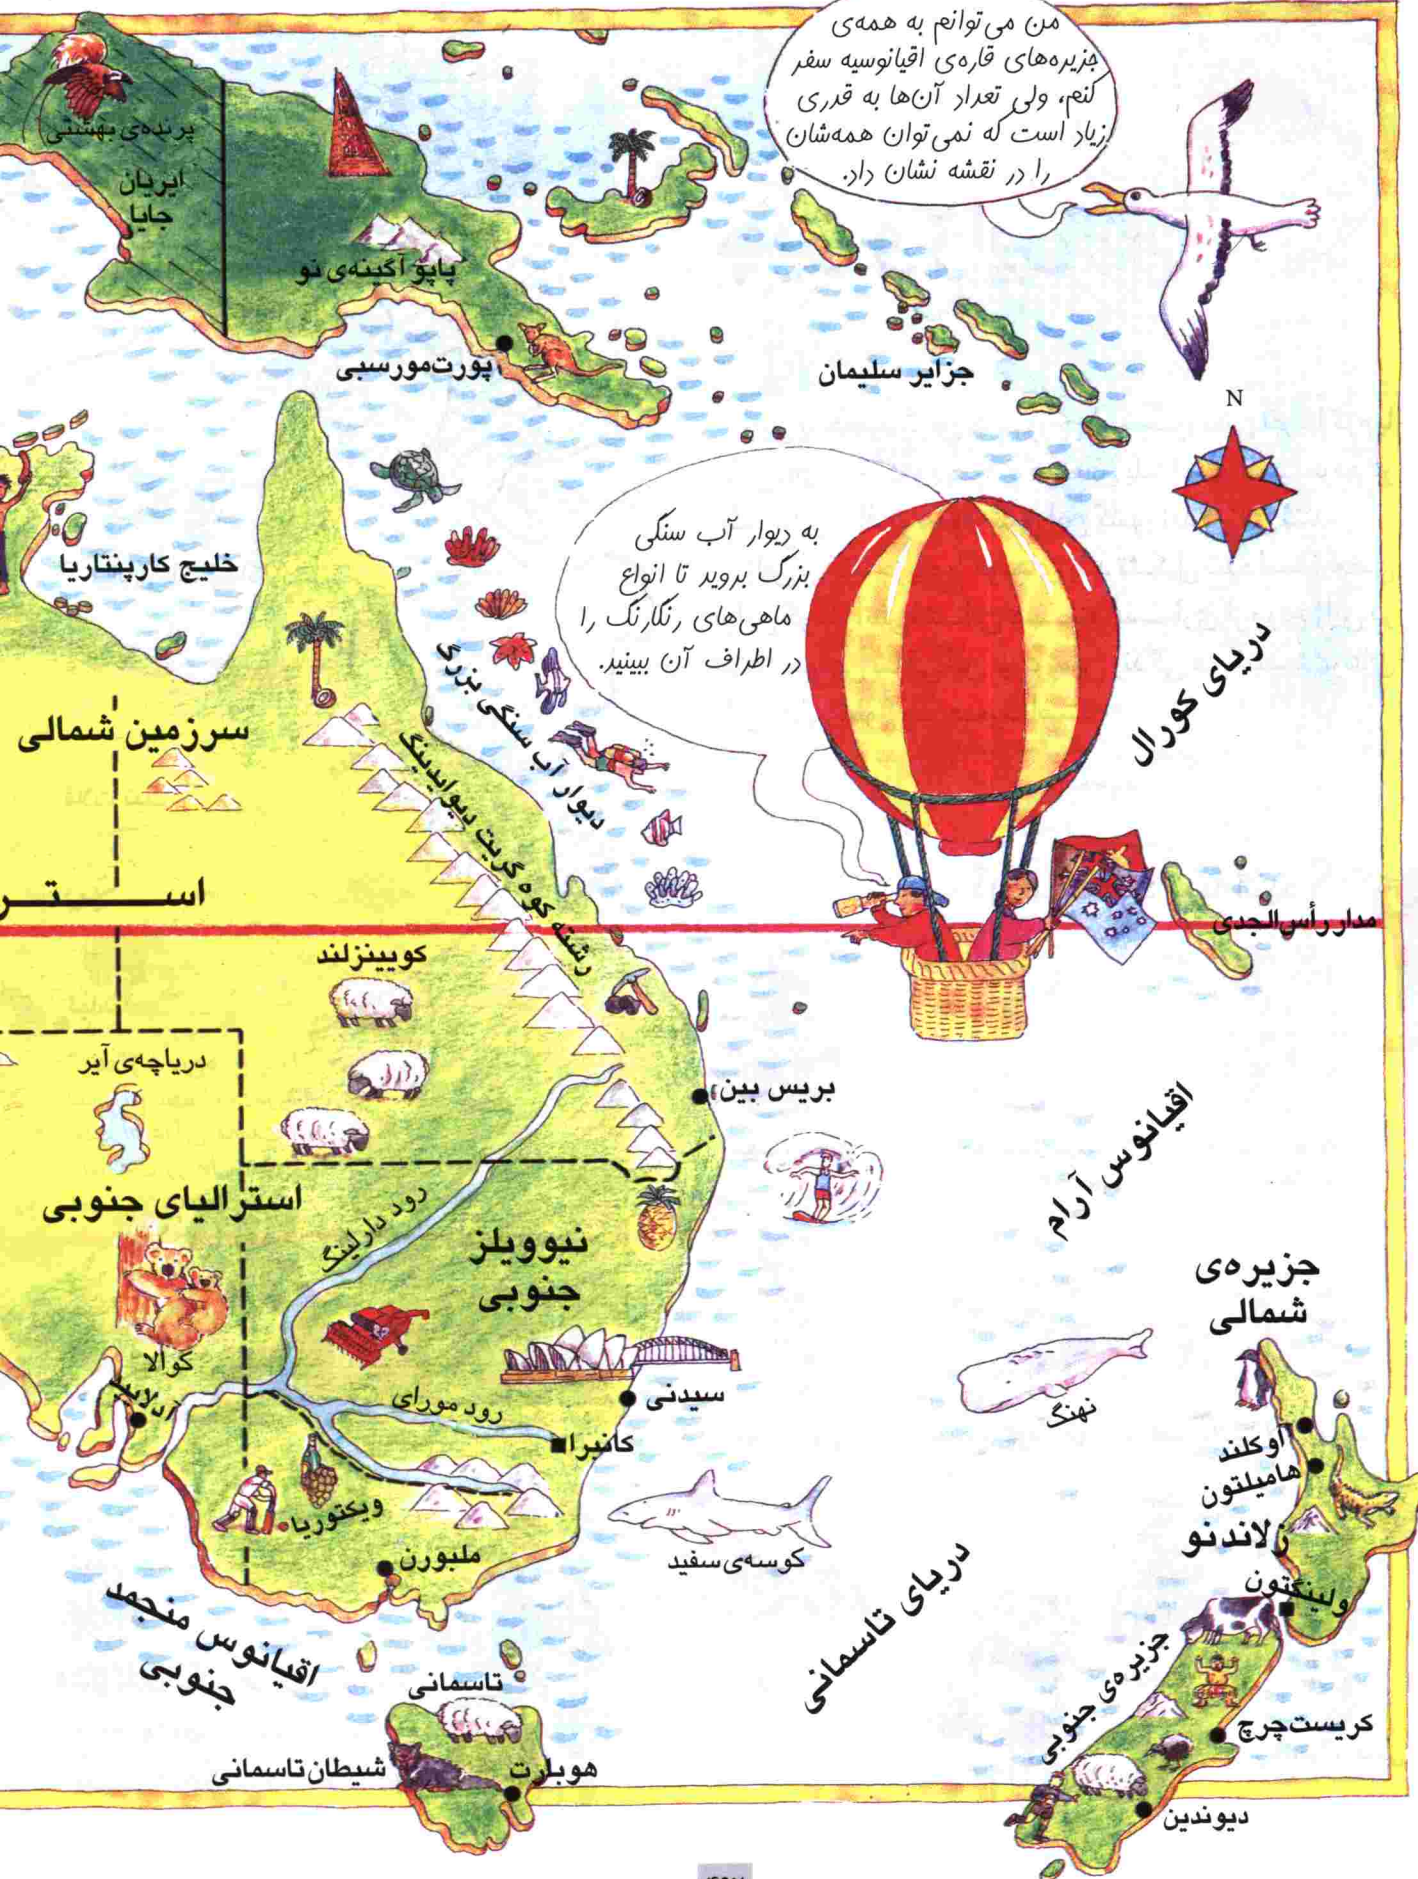 من می‌توانم به همه‌ی
جزیره‌های قاره‌ی اقیانوسیه سفر
کنم، ولی تعداد آن‌ها به قدری
زیاد است که نمی‌توان همه‌شان
را در نقشه نشان داد.
پرنده‌ی بهشتی
ایریان
جایا
پاپو آگینه‌ی نو
پورت‌مورسبی
جزایر سلیمان
N
خلیج کارپنتاریا
به دیوار آب سنگی
بزرگ بروید تا انواع
ماهی‌های رنگارنگ را
در اطراف آن ببینید.
دریای کورال
دیوار آب سنگی بزرگ
سرزمین شمالی
رشته کوه گریت دیوایدینگ
اســـتـر
مدار رأس‌الجدی
کویینزلند
دریاچه‌ی آیر
بریس بین
اقیانوس آرام
استرالیای جنوبی
رود دارلینگ
نیوویلز
جنوبی
جزیره‌ی
شمالی
کوالا
آدلاید
رود مورای
سیدنی
کانبرا
نهنگ
اوکلند
هامیلتون
زلاندنو
ویکتوریا
ملبورن
کوسه‌ی سفید
ولینگتون
دریای تاسمانی
اقیانوس منجمد
جنوبی
تاسمانی
جزیره‌ی جنوبی
کریست‌چرچ
شیطان تاسمانی
هوبارت
دیوندین